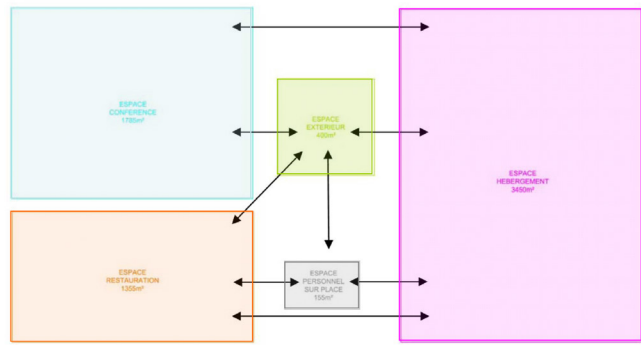 ESPACE
CONFERENCE
1785m²
ESPACE
EXTERIEUR
400m²
ESPACE
HEBERGEMENT
3490m²
ESPACE
RESTAURATION
1355m²
ESPACE
PERSONNEL
SUR PLACE
155m²